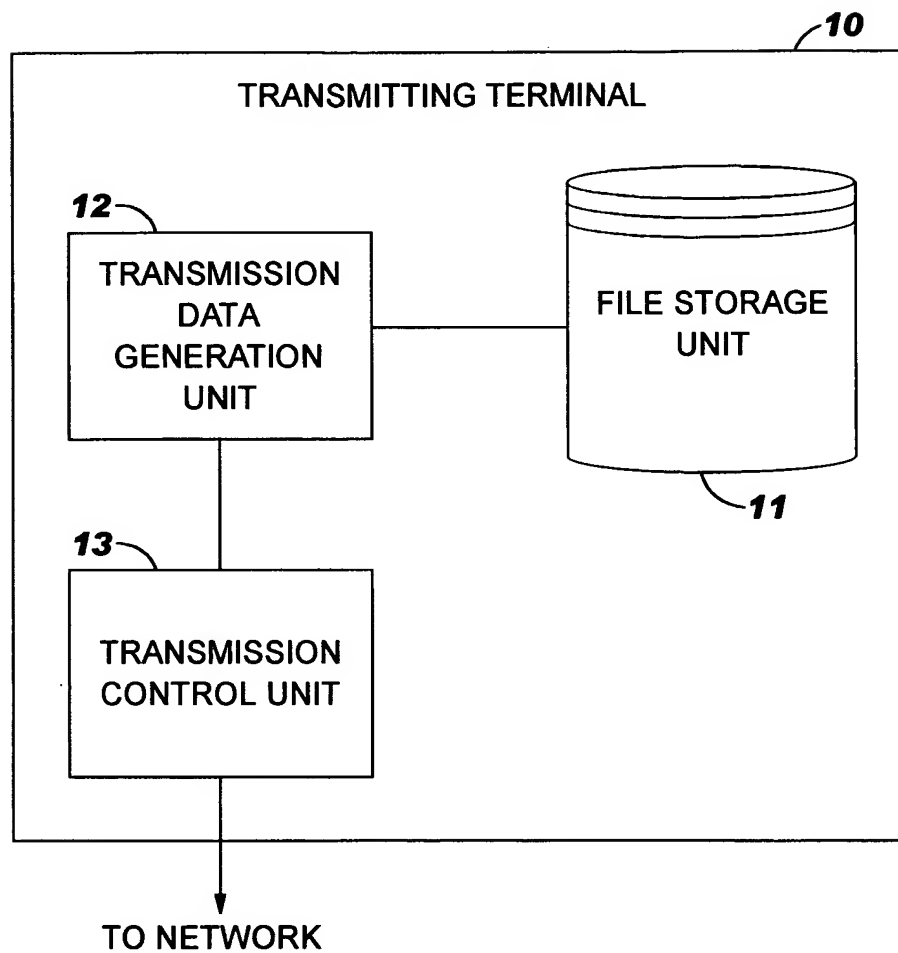 10
TRANSMITTING TERMINAL
12
TRANSMISSION
DATA
GENERATION
UNIT
FILE STORAGE
UNIT
11
13
TRANSMISSION
CONTROL UNIT
TO NETWORK